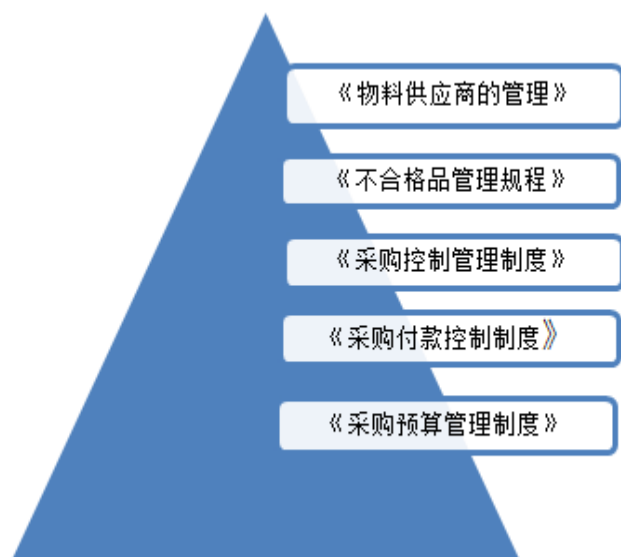 《物料供应商的管理》
《不合格品管理规程》
《采购控制管理制度》
《采购付款控制制度》
《采购预算管理制度》